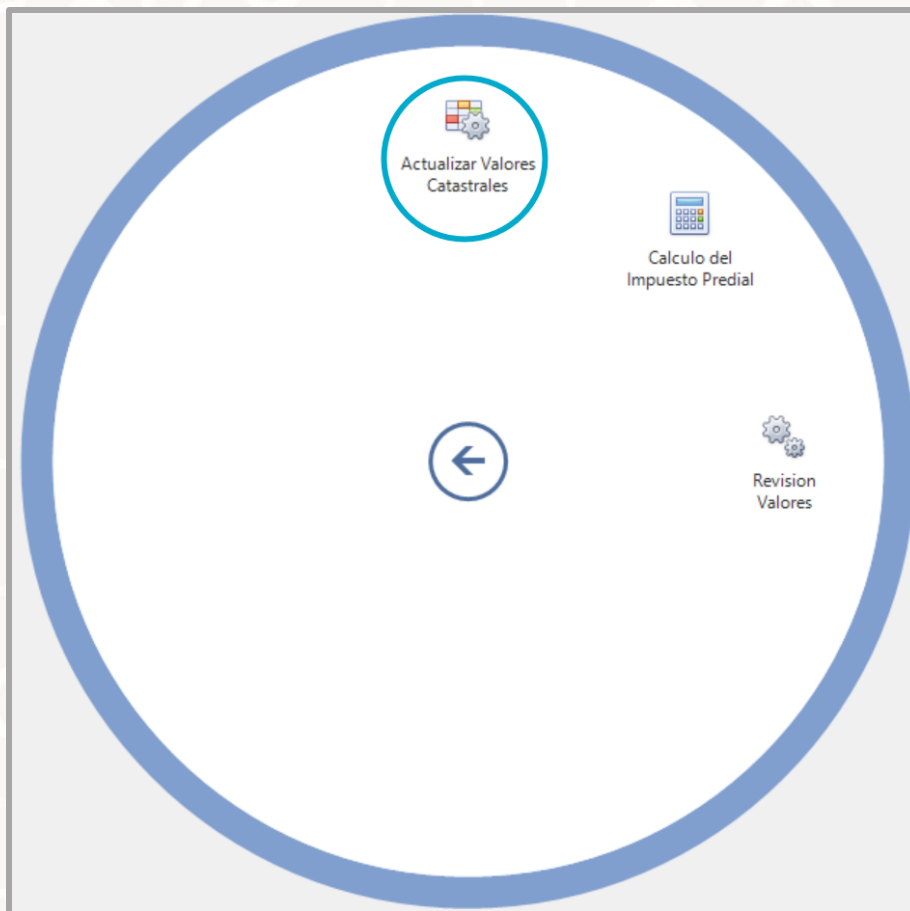 Actualizar Valores
Catastrales
Calculo del
Impuesto Predial
Revision
Valores